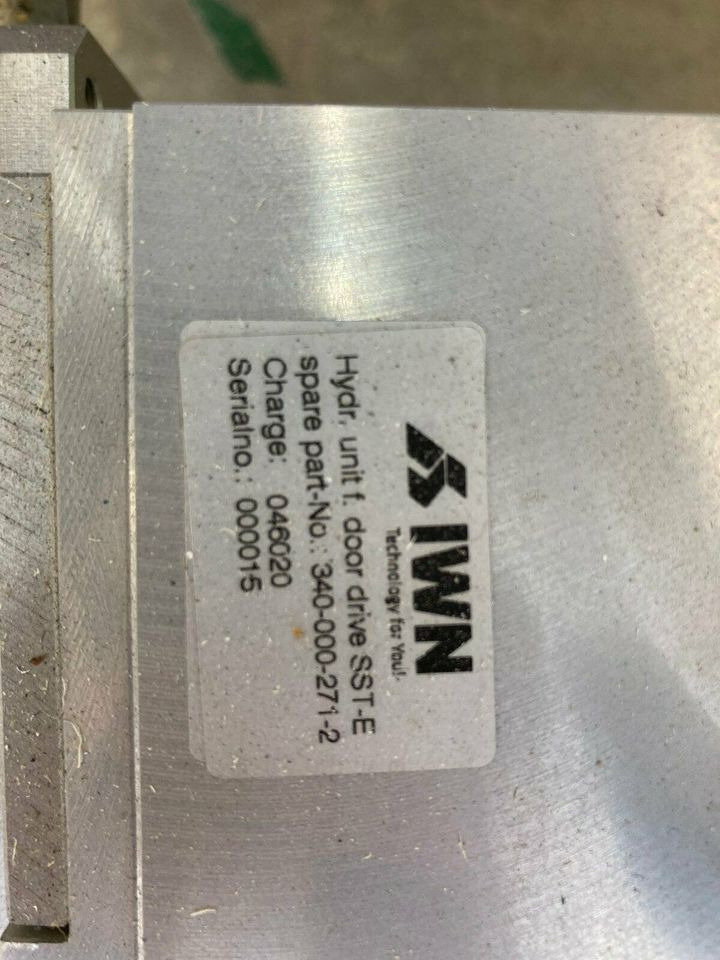 IWN
Technology for You!
Hydr. unit f. door drive SST-E
spare part-No.: 340-000-271-2
Charge: 046020
Serialno.: 000015